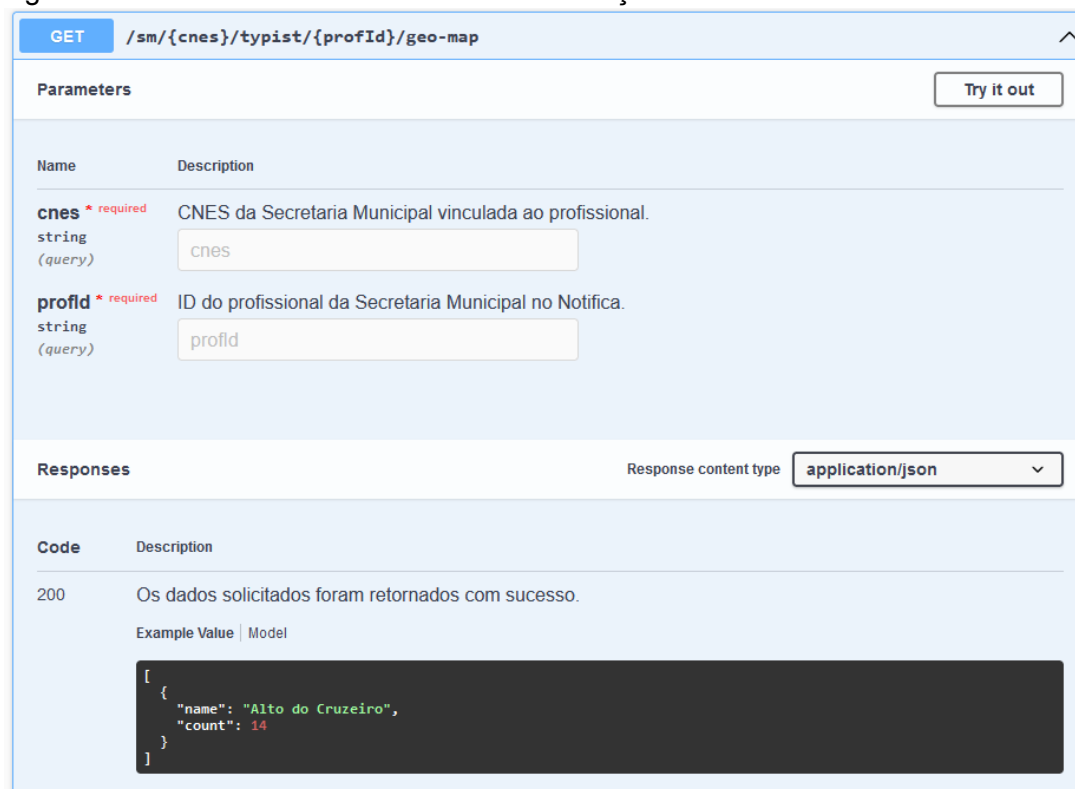 GET /sm/{cnes}/typist/{profId}/geo-map
Parameters
Try it out
Name Description
cnes * required CNES da Secretaria Municipal vinculada ao profissional.
string
(query)
cnes
profId * required ID do profissional da Secretaria Municipal no Notifica.
string
(query)
profId
Responses
Response content type application/json
Code Description
200 Os dados solicitados foram retornados com sucesso.
Example Value | Model
[
{
"name": "Alto do Cruzeiro",
"count": 14
}
]